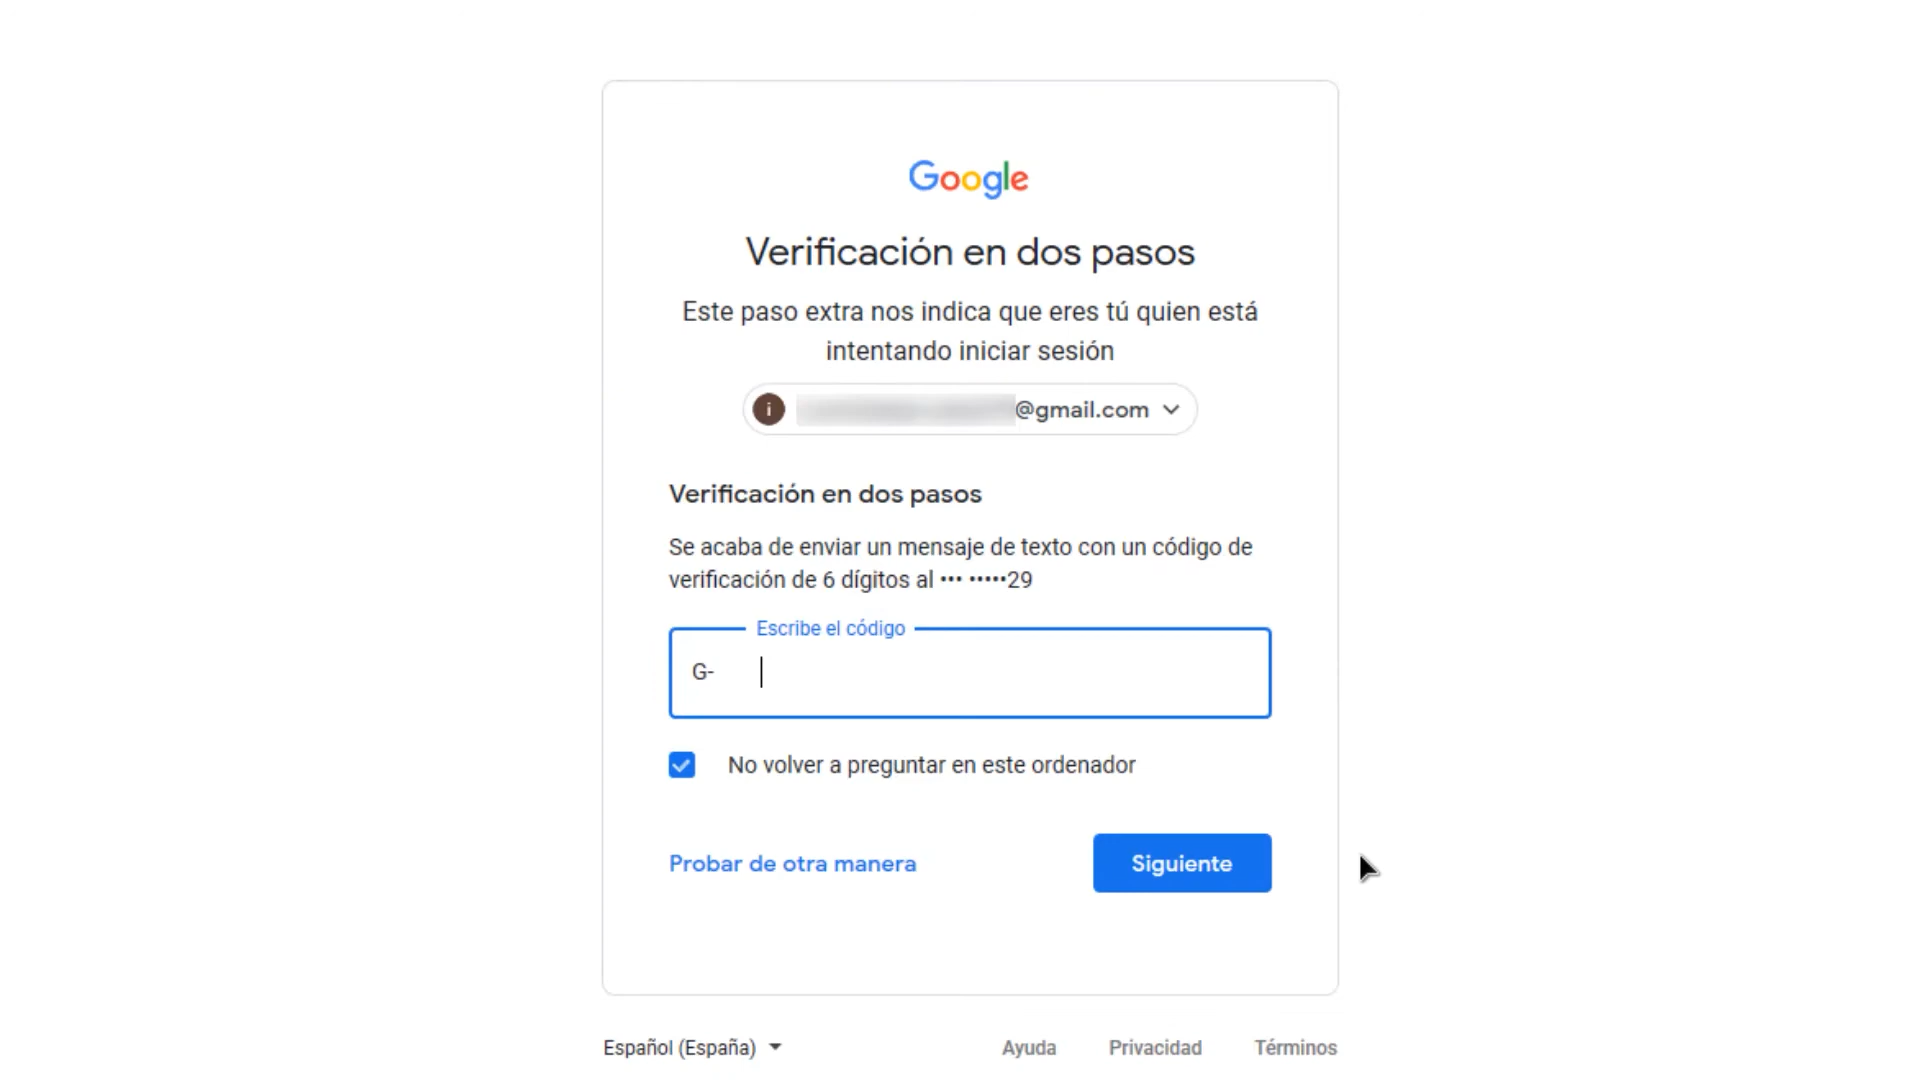 Google
Verificación en dos pasos
Este paso extra nos indica que eres tú quien está
intentando iniciar sesión
i @gmail.com
Verificación en dos pasos
Se acaba de enviar un mensaje de texto con un código de
verificación de 6 dígitos al ••• •••••29
Escribe el código
G-
No volver a preguntar en este ordenador
Probar de otra manera
Siguiente
Español (España)
Ayuda
Privacidad
Términos